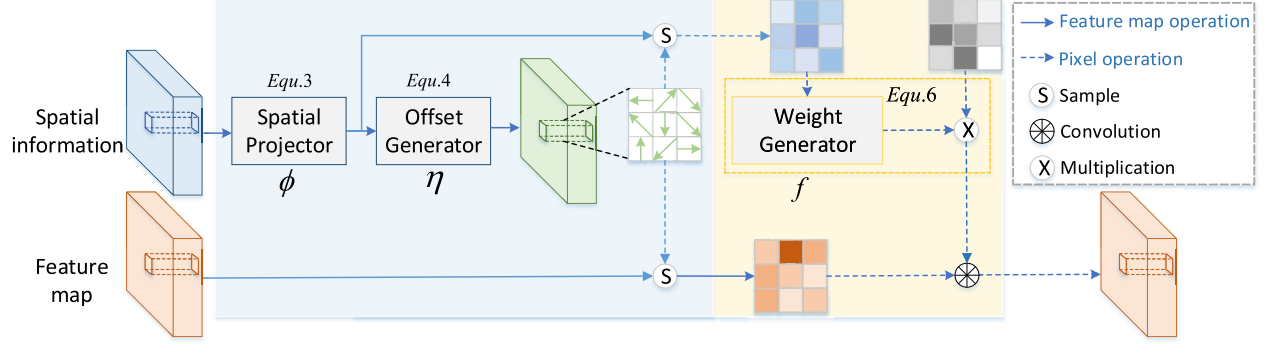 Spatial
information
Equ.3
Spatial
Projector
ϕ
Equ.4
Offset
Generator
η
S
Equ.6
Weight
Generator
f
X
Feature map operation
Pixel operation
S Sample
Convolution
X Multiplication
Feature
map
S